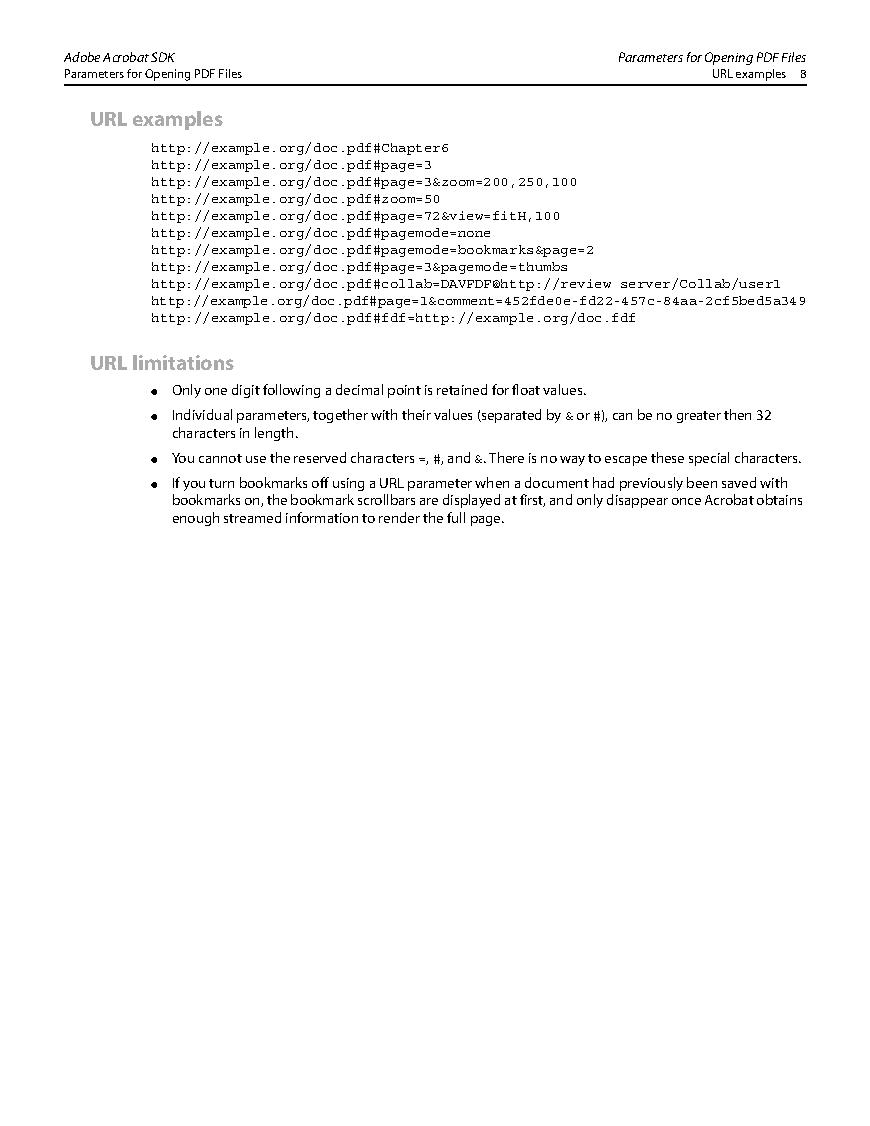 Adobe Acrobat SDK
Parameters for Opening PDF Files
Parameters for Opening PDF Files
URL examples 8
URL examples
http://example.org/doc.pdf#Chapter6
http://example.org/doc.pdf#page=3
http://example.org/doc.pdf#page=3&zoom=200,250,100
http://example.org/doc.pdf#zoom=50
http://example.org/doc.pdf#page=72&view=fitH,100
http://example.org/doc.pdf#pagemode=none
http://example.org/doc.pdf#pagemode=bookmarks&page=2
http://example.org/doc.pdf#page=3&pagemode=thumbs
http://example.org/doc.pdf#collab=DAVFDF@http://review_server/Collab/user1
http://example.org/doc.pdf#page=1&comment=452fde0e-fd22-457c-84aa-2cf5bed5a349
http://example.org/doc.pdf#fdf=http://example.org/doc.fdf
URL limitations
● Only one digit following a decimal point is retained for float values.
● Individual parameters, together with their values (separated by & or #), can be no greater then 32
characters in length.
● You cannot use the reserved characters =, #, and &. There is no way to escape these special characters.
● If you turn bookmarks off using a URL parameter when a document had previously been saved with
bookmarks on, the bookmark scrollbars are displayed at first, and only disappear once Acrobat obtains
enough streamed information to render the full page.